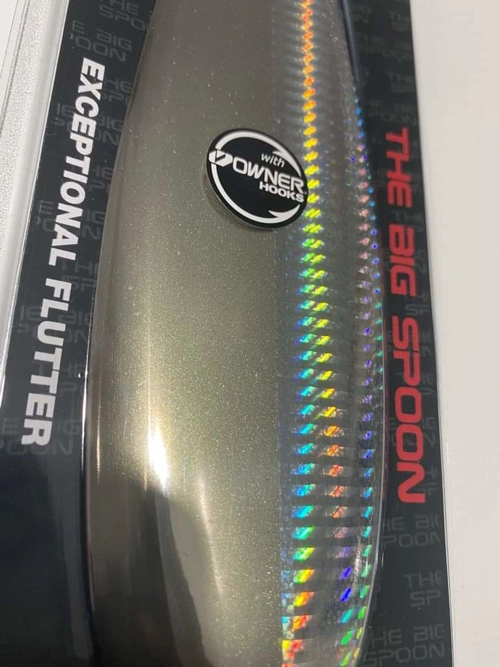 EXCEPTIONAL FLUTTER
with
OWNER
HOOKS
THE BIG SPOON